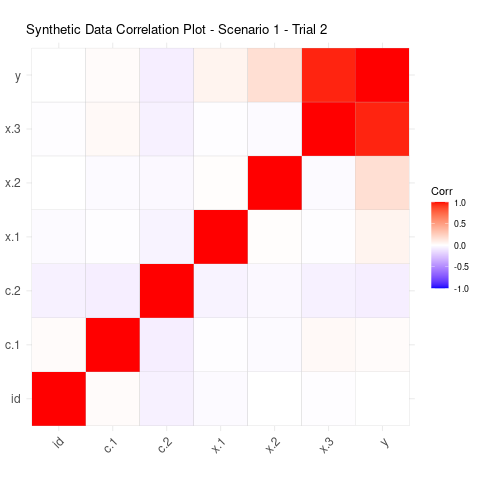 Synthetic Data Correlation Plot - Scenario 1 - Trial 2
y
x.3
x.2
x.1
c.2
c.1
id
id
c.1
c.2
x.1
x.2
x.3
y
Corr
1.0
0.5
0.0
-0.5
-1.0